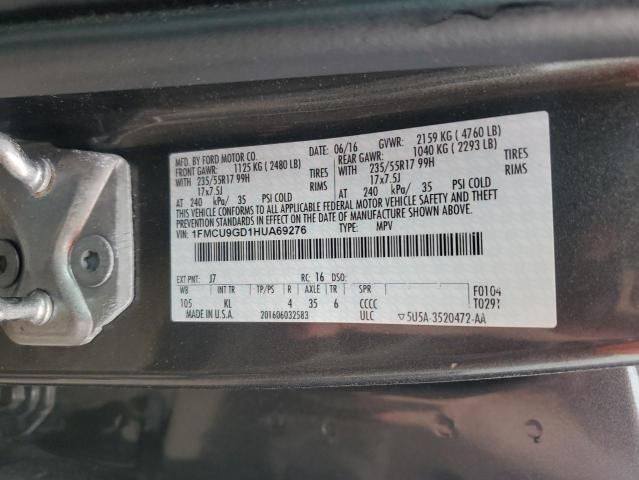 MFD. BY FORD MOTOR CO. DATE: 06/16 GVWR: 2159 KG ( 4760 LB)
FRONT GAWR: 1125 KG ( 2480 LB) REAR GAWR: 1040 KG ( 2293 LB)
WITH 235/55R17 99H TIRES WITH 235/55R17 99H TIRES
17x7.5J RIMS 17x7.5J RIMS
AT 240 kPa/ 35 PSI COLD AT 240 kPa/ 35 PSI COLD
THIS VEHICLE CONFORMS TO ALL APPLICABLE FEDERAL MOTOR VEHICLE SAFETY AND THEFT
PREVENTION STANDARDS IN EFFECT ON THE DATE OF MANUFACTURE SHOWN ABOVE.
VIN: 1FMCU9GD1HUA69276 TYPE: MPV
EXT PNT: J7 RC: 16 DSO:
WB INT TR TP/PS R AXLE TR SPR
105 KL 4 35 6 CCCC
F0104
T0291
MADE IN U.S.A. 201606032583 ULC ▽5U5A-3520472-AA